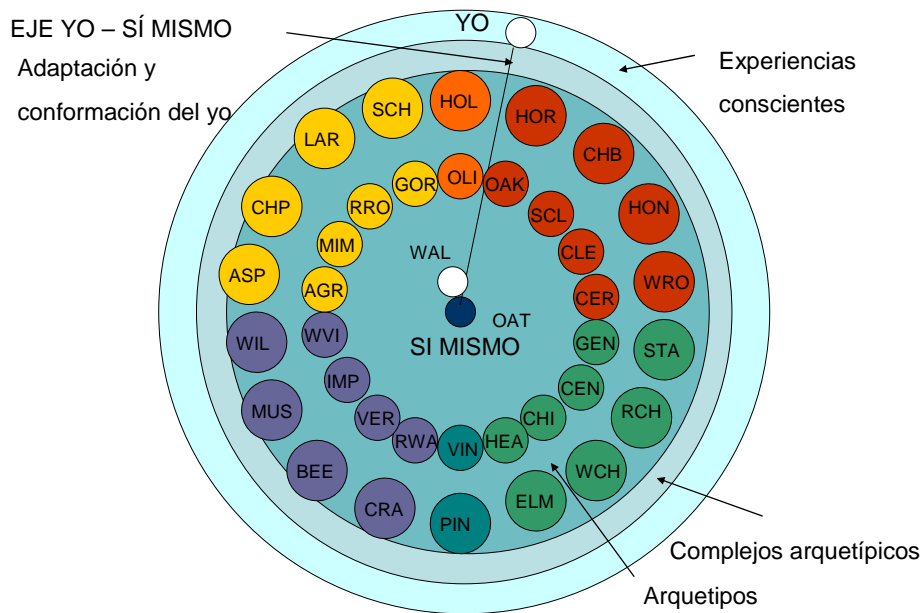 YO
EJE YO – SÍ MISMO
Adaptación y
conformación del yo
Experiencias
conscientes
HOL
SCH
HOR
LAR
CHB
CHP
HON
ASP
WRO
OLI
GOR
OAK
RRO
SCL
MIM
CLE
AGR
CER
WAL
OAT
SI MISMO
WIL
WVI
GEN
STA
IMP
CEN
MUS
VER
CHI
RCH
RWA
VIN
HEA
BEE
WCH
CRA
PIN
ELM
Complejos arquetípicos
Arquetipos